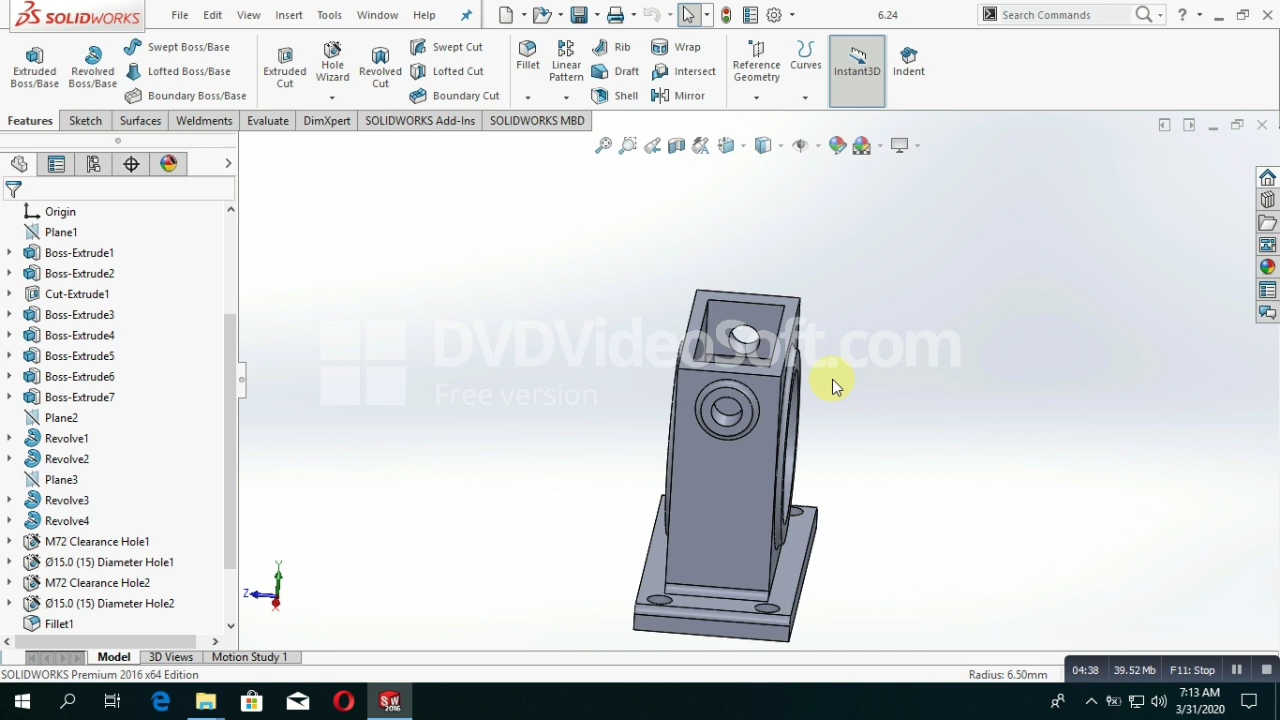 SOLIDWORKS File Edit View Insert Tools Window Help 6.24 Search Commands
Extruded Boss/Base
Revolved Boss/Base
Swept Boss/Base
Lofted Boss/Base
Boundary Boss/Base
Extruded Cut
Hole Wizard
Revolved Cut
Swept Cut
Lofted Cut
Boundary Cut
Fillet
Linear Pattern
Rib
Draft
Shell
Wrap
Intersect
Mirror
Reference Geometry
Curves
Instant3D
Indent
Features Sketch Surfaces Weldments Evaluate DimXpert SOLIDWORKS Add-Ins SOLIDWORKS MBD
Origin
Plane1
Boss-Extrude1
Boss-Extrude2
Cut-Extrude1
Boss-Extrude3
Boss-Extrude4
Boss-Extrude5
Boss-Extrude6
Boss-Extrude7
Plane2
Revolve1
Revolve2
Plane3
Revolve3
Revolve4
M72 Clearance Hole1
Ø15.0 (15) Diameter Hole1
M72 Clearance Hole2
Ø15.0 (15) Diameter Hole2
Fillet1
DVDVideoSoft.com
Free version
Y
Z
X
Model 3D Views Motion Study 1
SOLIDWORKS Premium 2016 x64 Edition Radius: 6.50mm
04:38 39.52 Mb F11: Stop
SW 2016
7:13 AM
3/31/2020